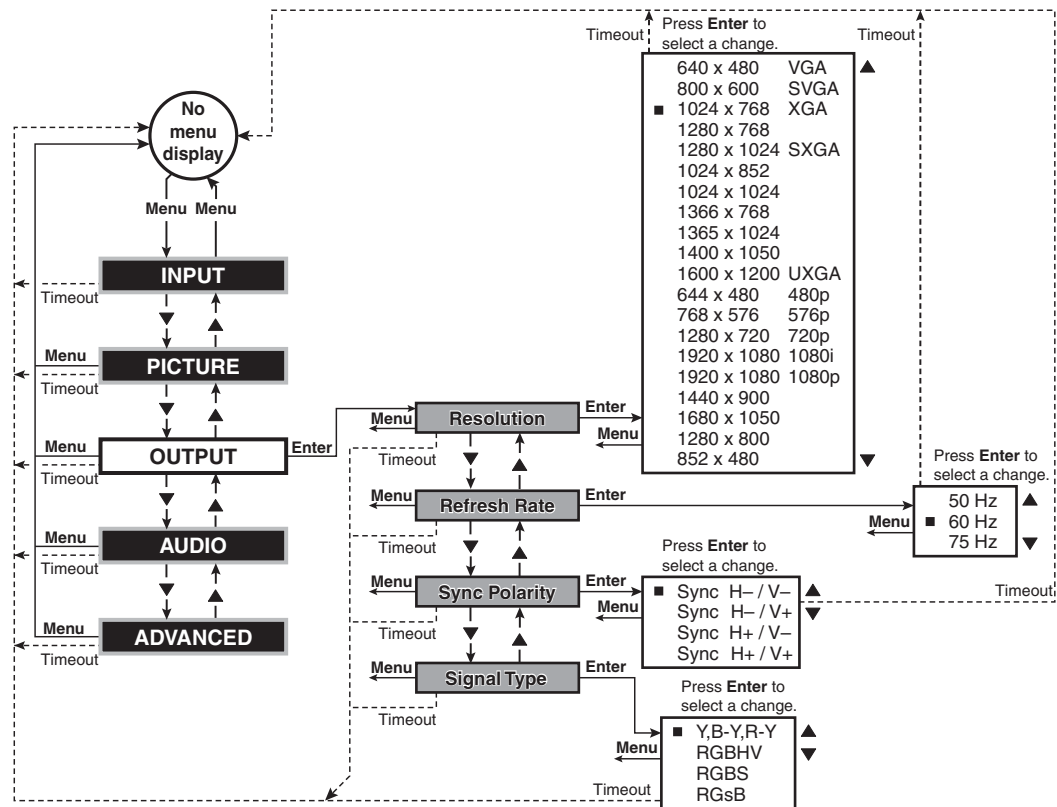 Timeout
Press Enter to
select a change.
Timeout
640 x 480 VGA
800 x 600 SVGA
1024 x 768 XGA
1280 x 768
1280 x 1024 SXGA
1024 x 852
1024 x 1024
1366 x 768
1365 x 1024
1400 x 1050
1600 x 1200 UXGA
644 x 480 480p
768 x 576 576p
1280 x 720 720p
1920 x 1080 1080i
1920 x 1080 1080p
1440 x 900
1680 x 1050
1280 x 800
852 x 480
No
menu
display
Menu Menu
INPUT
Timeout
Menu
PICTURE
Timeout
Menu
OUTPUT
Enter
Timeout
Menu
AUDIO
Timeout
Menu
ADVANCED
Timeout
Menu
Resolution
Enter
Menu
Timeout
Menu
Refresh Rate
Enter
Timeout
Press Enter to
select a change.
Menu
50 Hz
60 Hz
75 Hz
Menu
Sync Polarity
Enter
Timeout
Press Enter to
select a change.
Menu
Sync H– / V–
Sync H– / V+
Sync H+ / V–
Sync H+ / V+
Timeout
Menu
Signal Type
Enter
Timeout
Press Enter to
select a change.
Menu
Y,B-Y,R-Y
RGBHV
RGBS
RGsB
Timeout